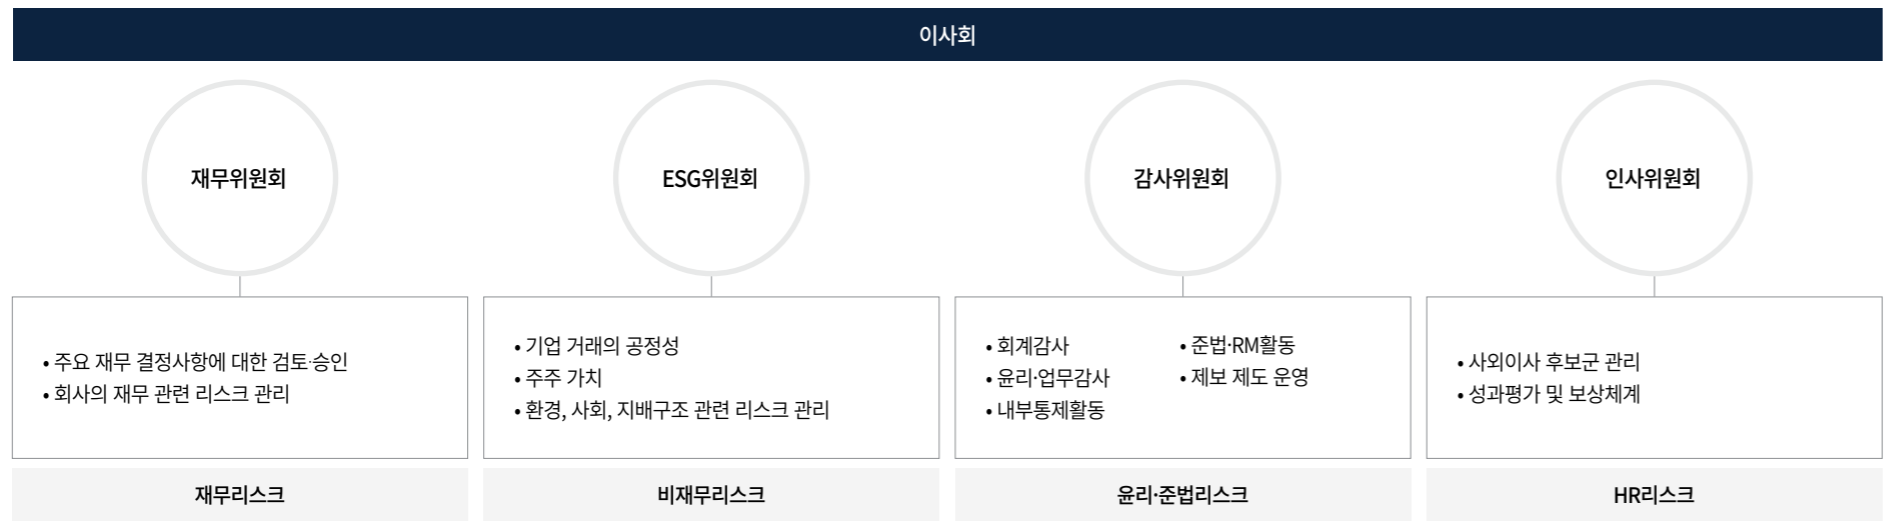 이사회
재무위원회
ESG위원회
감사위원회
인사위원회
• 주요 재무 결정사항에 대한 검토·승인
• 회사의 재무 관련 리스크 관리
• 기업 거래의 공정성
• 주주 가치
• 환경, 사회, 지배구조 관련 리스크 관리
• 회계감사
• 윤리·업무감사
• 내부통제활동
• 준법·RM활동
• 제보 제도 운영
• 사외이사 후보군 관리
• 성과평가 및 보상체계
재무리스크
비재무리스크
윤리·준법리스크
HR리스크